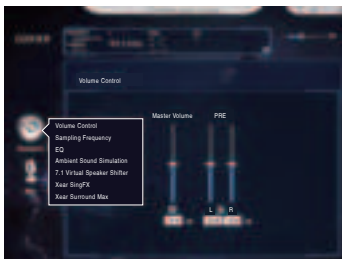 Volume Control
Master Volume PRE
Volume Control
Sampling Frequency
EQ
Ambient Sound Simulation
7.1 Virtual Speaker Shifter
Xear SingFX
Xear Surround Max
L R